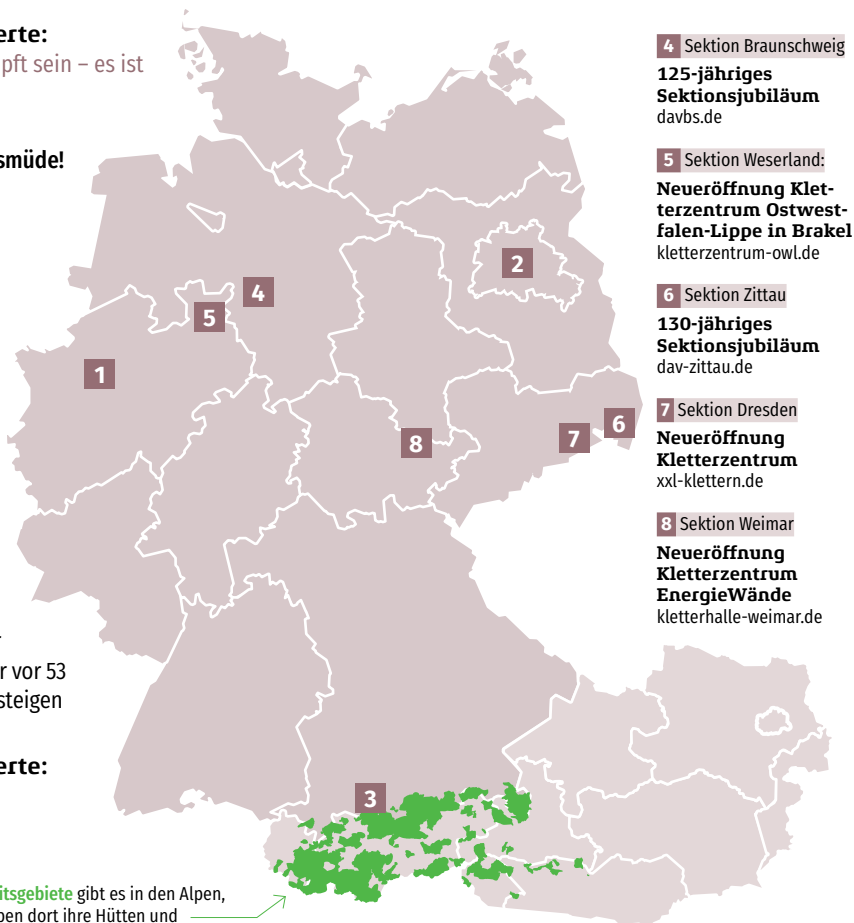 erte:
pft sein – es ist
smüde!
r vor 53
steigen
erte:
itsgebiete gibt es in den Alpen,
ben dort ihre Hütten und
1
2
3
4
5
6
7
8
4 Sektion Braunschweig
125-jähriges
Sektionsjubiläum
davbs.de
5 Sektion Weserland:
Neueröffnung Klet-
terzentrum Ostwest-
falen-Lippe in Brakel
kletterzentrum-owl.de
6 Sektion Zittau
130-jähriges
Sektionsjubiläum
dav-zittau.de
7 Sektion Dresden
Neueröffnung
Kletterzentrum
xxl-klettern.de
8 Sektion Weimar
Neueröffnung
Kletterzentrum
EnergieWände
kletterhalle-weimar.de